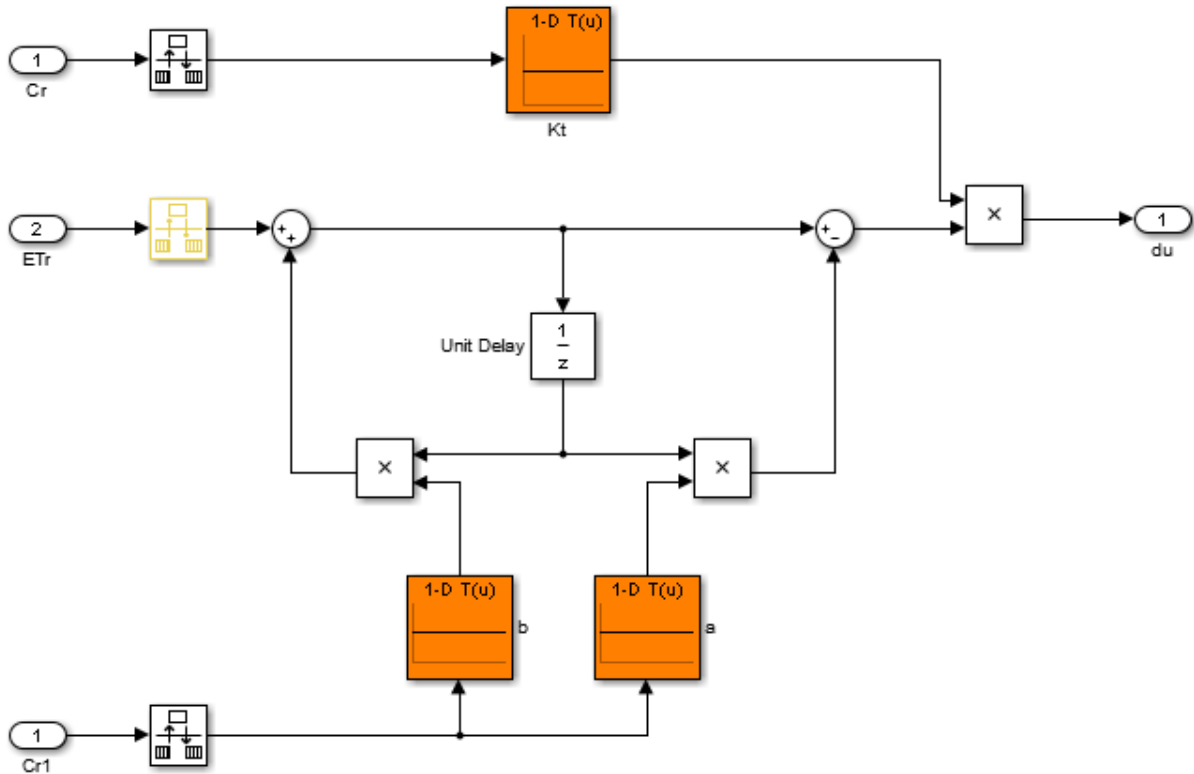 1-D T(u)
1
Cr
Kt
2
ETr
+
+
+
−
×
1
du
Unit Delay
1
z
×
×
1-D T(u)
b
1-D T(u)
a
1
Cr1